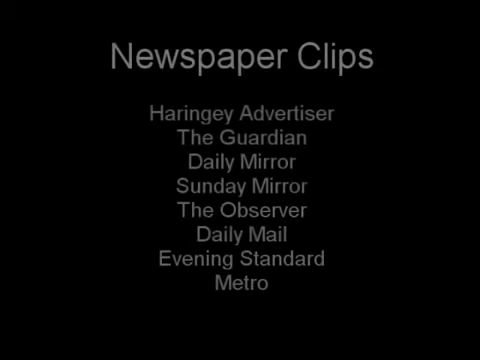 Newspaper Clips
Haringey Advertiser
The Guardian
Daily Mirror
Sunday Mirror
The Observer
Daily Mail
Evening Standard
Metro